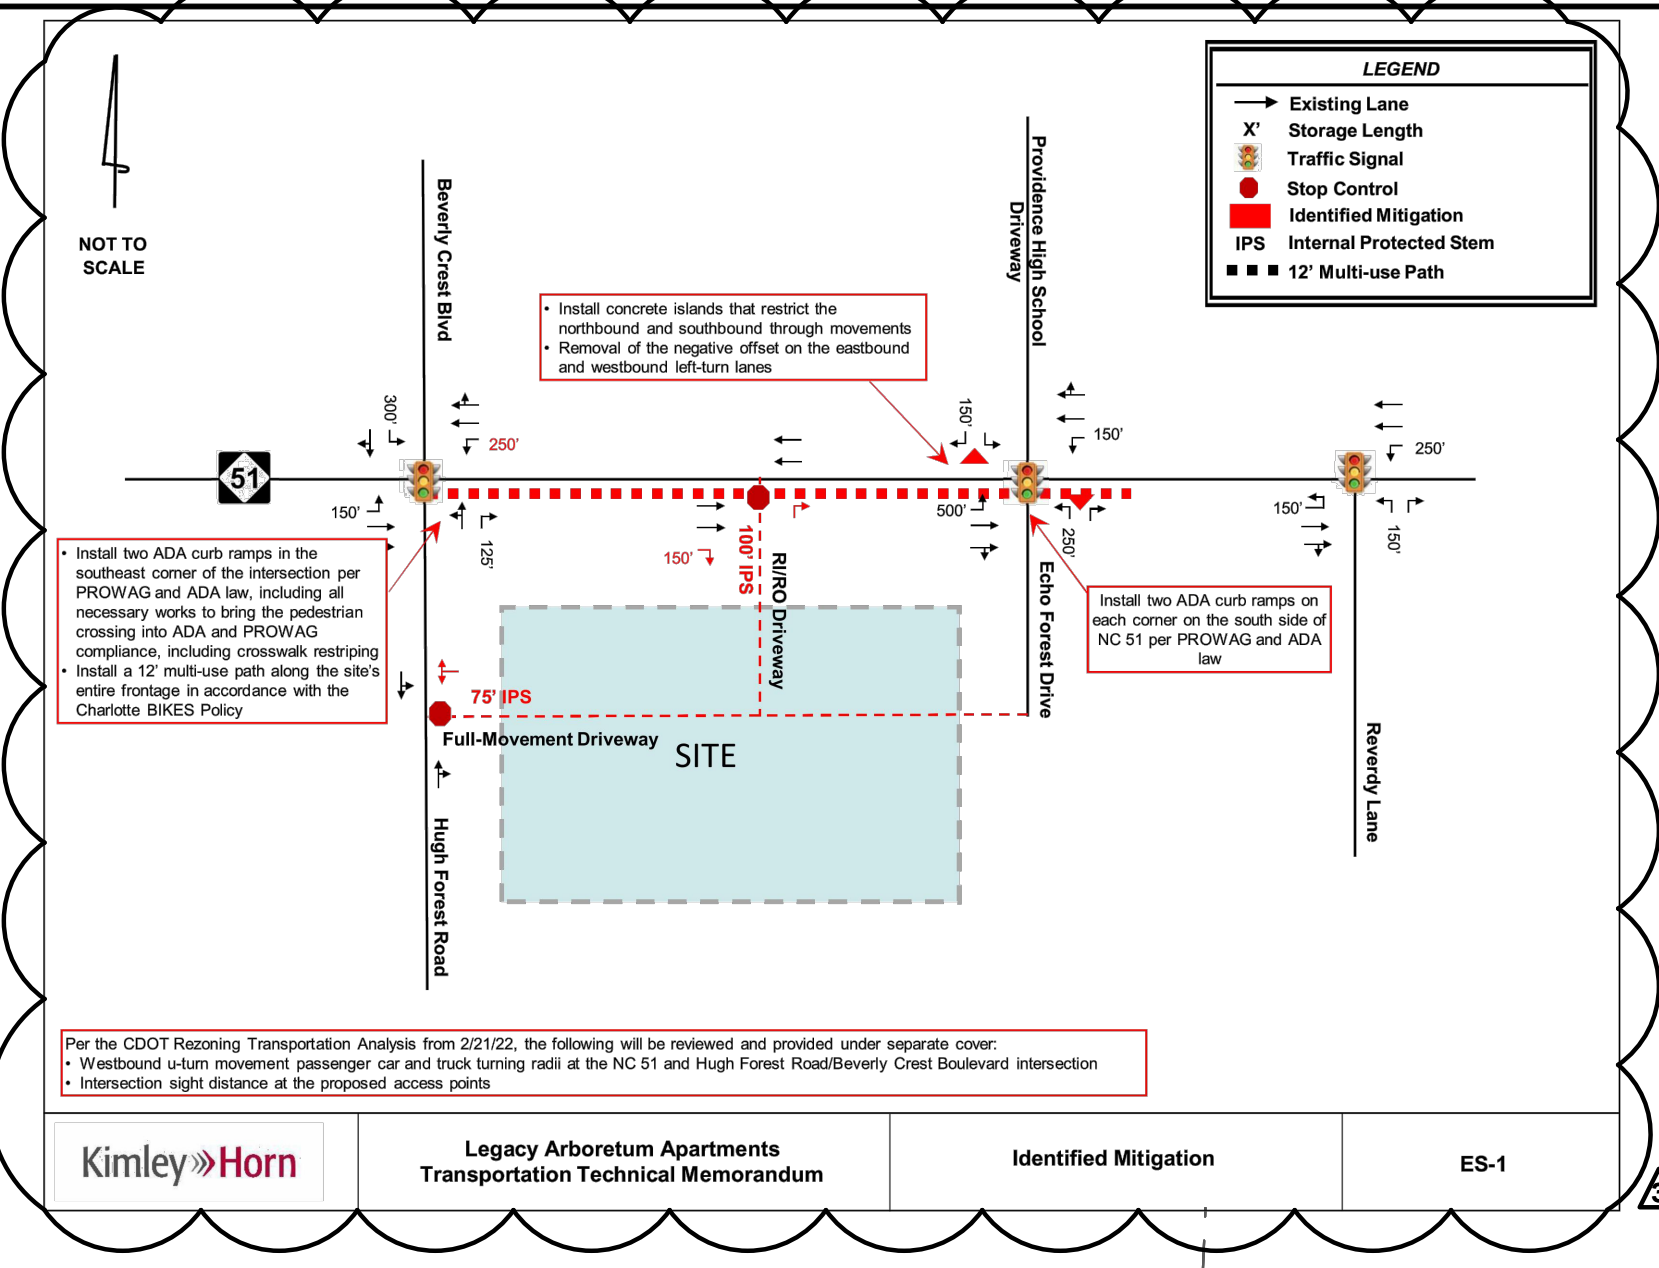 LEGEND
Existing Lane
X' Storage Length
Traffic Signal
Stop Control
Identified Mitigation
IPS Internal Protected Stem
12' Multi-use Path
NOT TO
SCALE
Beverly Crest Blvd
Providence High School
Driveway
• Install concrete islands that restrict the
northbound and southbound through movements
• Removal of the negative offset on the eastbound
and westbound left-turn lanes
300'
250'
150'
150'
250'
51
150'
125'
150'
100' IPS
RI/RO Driveway
500'
250'
150'
150'
• Install two ADA curb ramps in the
southeast corner of the intersection per
PROWAG and ADA law, including all
necessary works to bring the pedestrian
crossing into ADA and PROWAG
compliance, including crosswalk restriping
• Install a 12' multi-use path along the site's
entire frontage in accordance with the
Charlotte BIKES Policy
Install two ADA curb ramps on
each corner on the south side of
NC 51 per PROWAG and ADA
law
Echo Forest Drive
75' IPS
Full-Movement Driveway
SITE
Reverdy Lane
Hugh Forest Road
Per the CDOT Rezoning Transportation Analysis from 2/21/22, the following will be reviewed and provided under separate cover:
• Westbound u-turn movement passenger car and truck turning radii at the NC 51 and Hugh Forest Road/Beverly Crest Boulevard intersection
• Intersection sight distance at the proposed access points
Kimley»Horn
Legacy Arboretum Apartments
Transportation Technical Memorandum
Identified Mitigation
ES-1
3